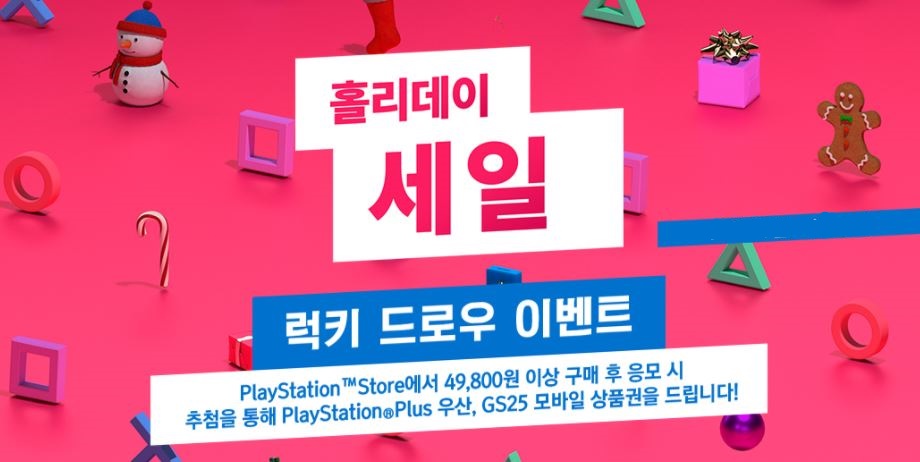 홀리데이
세일
럭키 드로우 이벤트
PlayStation™Store에서 49,800원 이상 구매 후 응모 시
추첨을 통해 PlayStation®Plus 우산, GS25 모바일 상품권을 드립니다!